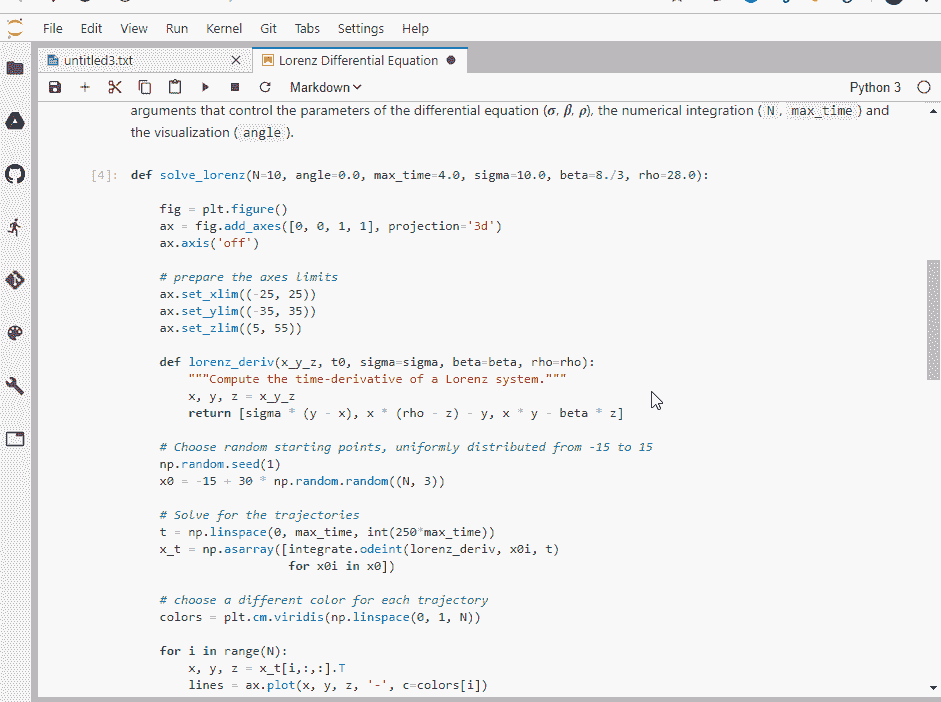 File Edit View Run Kernel Git Tabs Settings Help
untitled3.txt Lorenz Differential Equation
Markdown Python 3
arguments that control the parameters of the differential equation (σ, β, ρ), the numerical integration ( N , max_time ) and
the visualization ( angle ).
[4]: def solve_lorenz(N=10, angle=0.0, max_time=4.0, sigma=10.0, beta=8./3, rho=28.0):
fig = plt.figure()
ax = fig.add_axes([0, 0, 1, 1], projection='3d')
ax.axis('off')
# prepare the axes limits
ax.set_xlim((-25, 25))
ax.set_ylim((-35, 35))
ax.set_zlim((5, 55))
def lorenz_deriv(x_y_z, t0, sigma=sigma, beta=beta, rho=rho):
"""Compute the time-derivative of a Lorenz system."""
x, y, z = x_y_z
return [sigma * (y - x), x * (rho - z) - y, x * y - beta * z]
# Choose random starting points, uniformly distributed from -15 to 15
np.random.seed(1)
x0 = -15 + 30 * np.random.random((N, 3))
# Solve for the trajectories
t = np.linspace(0, max_time, int(250*max_time))
x_t = np.asarray([integrate.odeint(lorenz_deriv, x0i, t)
for x0i in x0])
# choose a different color for each trajectory
colors = plt.cm.viridis(np.linspace(0, 1, N))
for i in range(N):
x, y, z = x_t[i,:,:].T
lines = ax.plot(x, y, z, '-', c=colors[i])